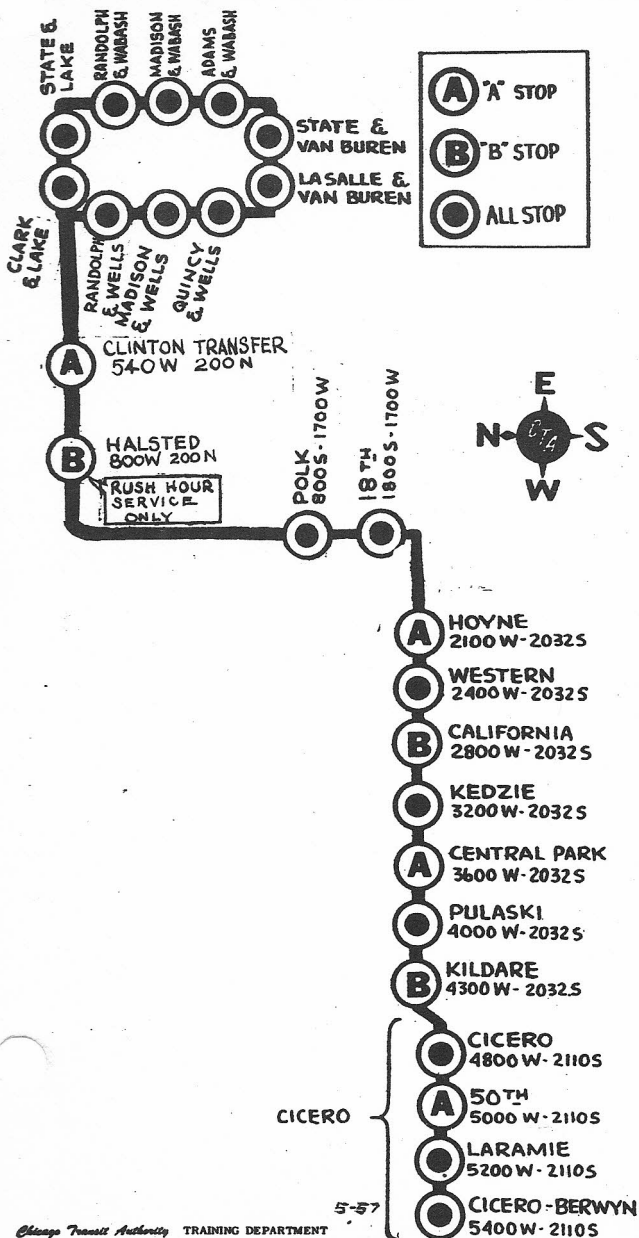 STATE &
LAKE
RANDOLPH
& WABASH
MADISON
& WABASH
ADAMS
& WABASH
STATE &
VAN BUREN
LA SALLE &
VAN BUREN
CLARK
& LAKE
RANDOLPH
& WELLS
MADISON
& WELLS
QUINCY
& WELLS
A "A" STOP
B "B" STOP
ALL STOP
A CLINTON TRANSFER
540W 200N
B HALSTED
800W 200N
RUSH HOUR
SERVICE
ONLY
POLK
800S-1700W
18TH
1800S-1700W
E
N CTA S
W
A HOYNE
2100W-2032S
WESTERN
2400W-2032S
B CALIFORNIA
2800W-2032S
KEDZIE
3200W-2032S
A CENTRAL PARK
3600W-2032S
PULASKI
4000W-2032S
B KILDARE
4300W-2032S
CICERO
CICERO
4800W-2110S
A 50TH
5000W-2110S
LARAMIE
5200W-2110S
CICERO-BERWYN
5400W-2110S
5-57
Chicago Transit Authority TRAINING DEPARTMENT